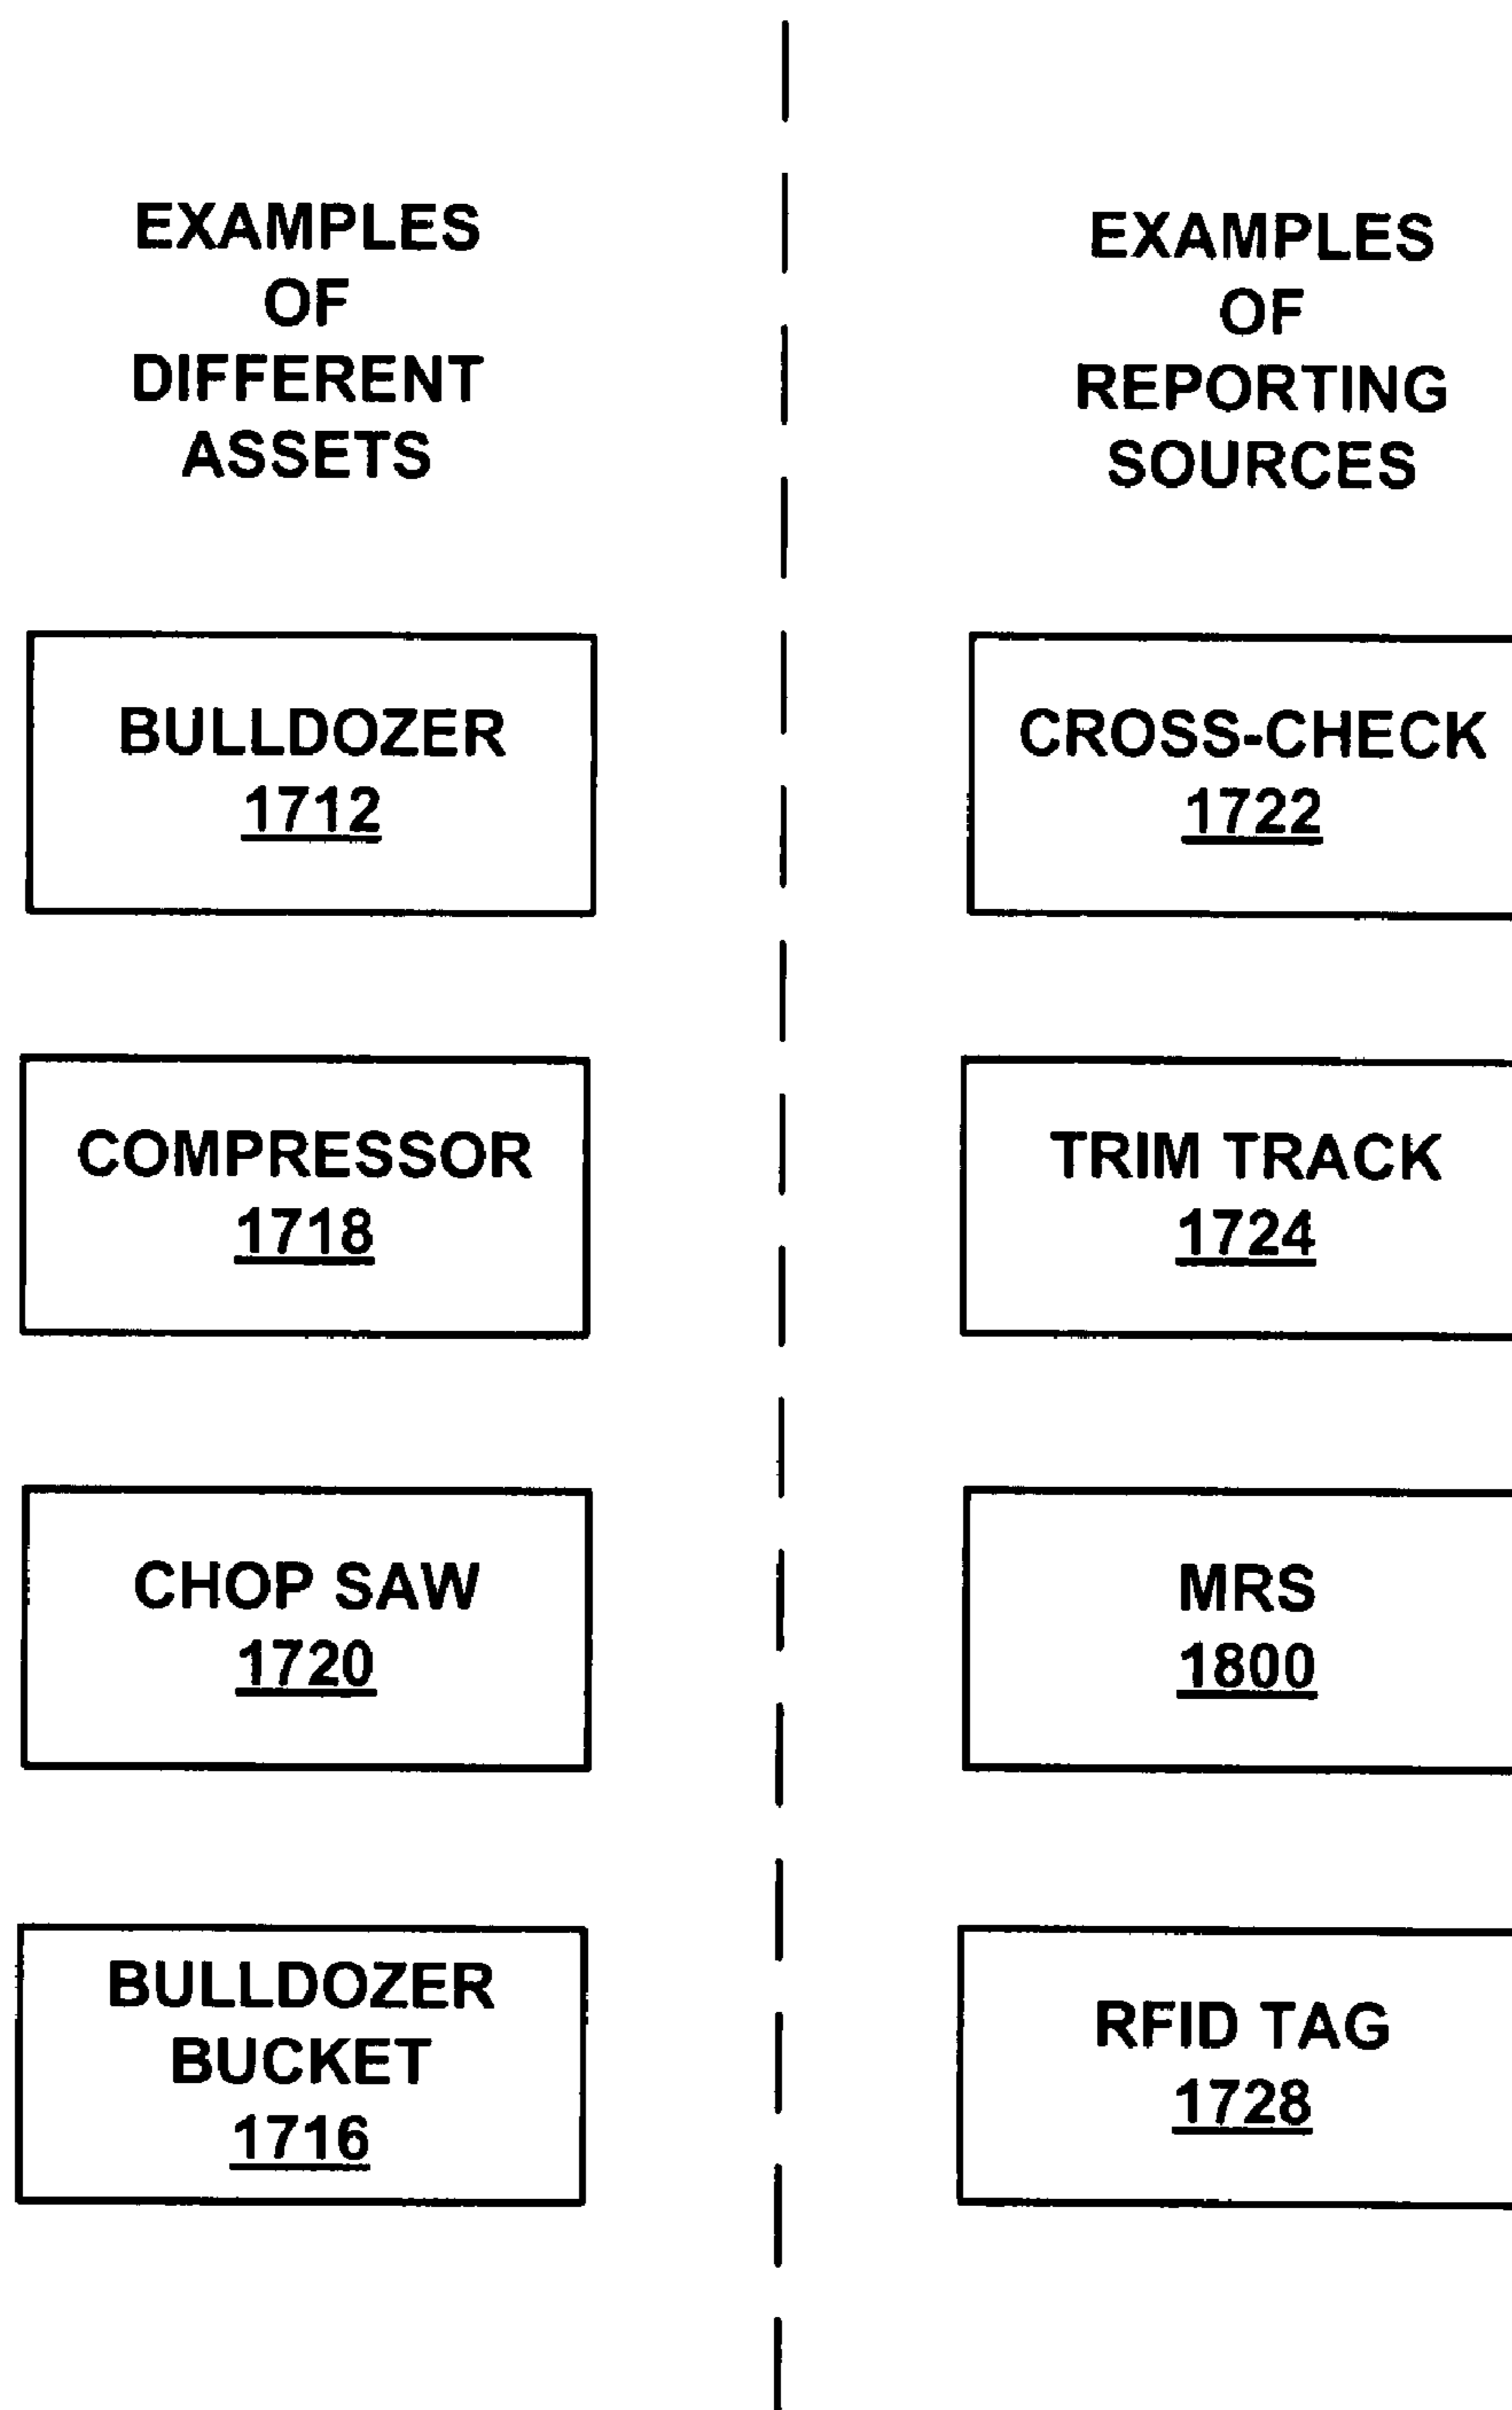 EXAMPLES
OF
DIFFERENT
ASSETS
BULLDOZER
1712
COMPRESSOR
1718
CHOP SAW
1720
BULLDOZER
BUCKET
1716
EXAMPLES
OF
REPORTING
SOURCES
CROSS-CHECK
1722
TRIM TRACK
1724
MRS
1800
RFID TAG
1728